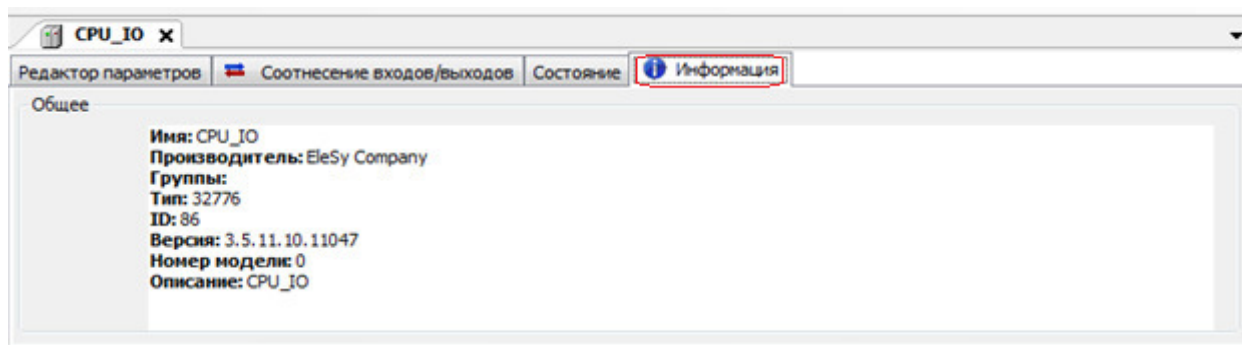 CPU_IO
Редактор параметров Соотнесение входов/выходов Состояние Информация
Общее
Имя: CPU_IO
Производитель: EleSy Company
Группы:
Тип: 32776
ID: 86
Версия: 3.5.11.10.11047
Номер модели: 0
Описание: CPU_IO